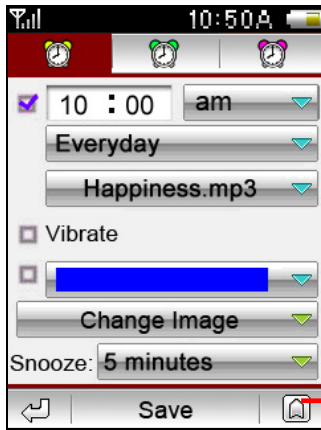 10:50A
10 : 00 am
Everyday
Happiness.mp3
Vibrate
Change Image
Snooze: 5 minutes
Save